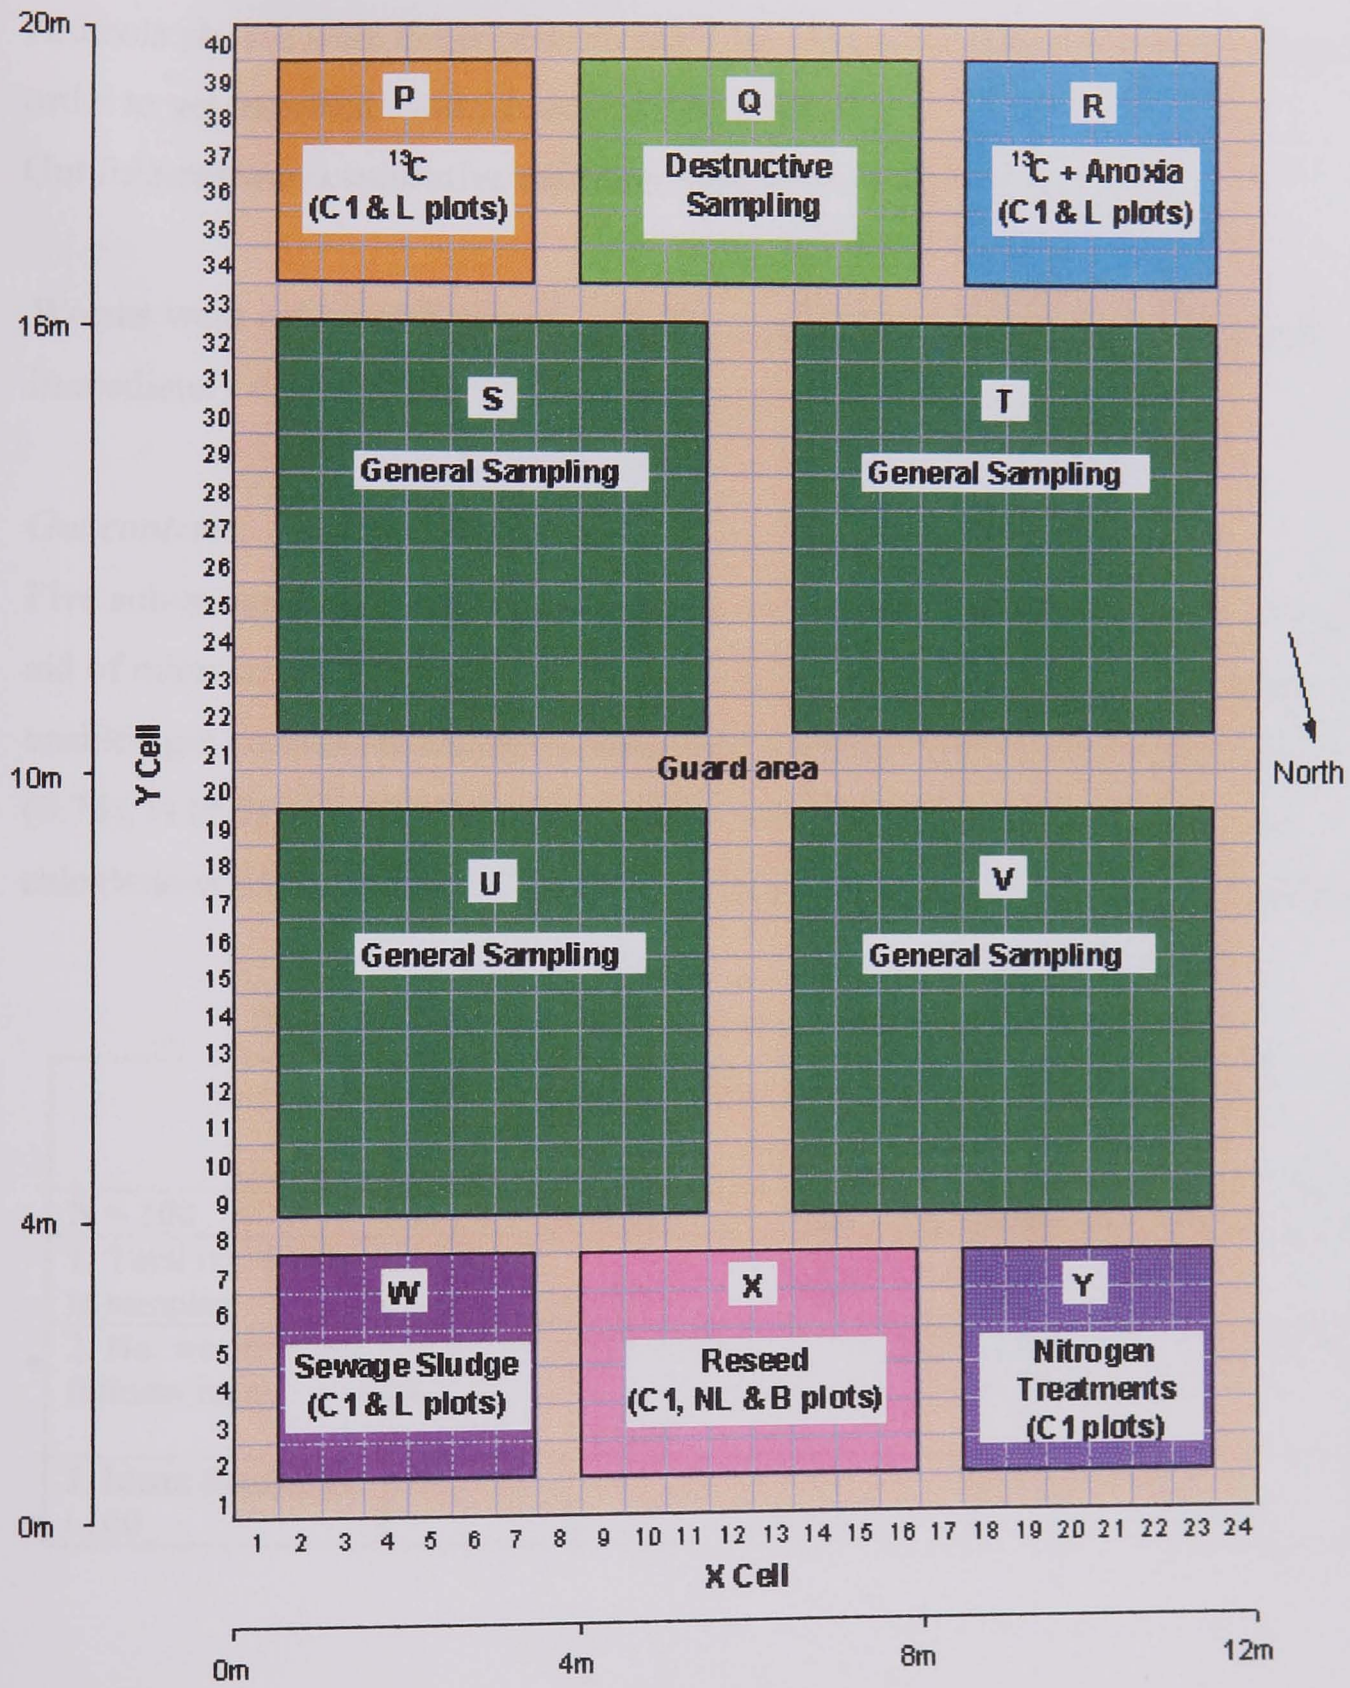 20m
16m
10m
4m
0m
Y Cell
40
39
38
37
36
35
34
33
32
31
30
29
28
27
26
25
24
23
22
21
20
19
18
17
16
15
14
13
12
11
10
9
8
7
6
5
4
3
2
1
P
¹³C
(C1 & L plots)
Q
Destructive
Sampling
R
¹³C + Anoxia
(C1 & L plots)
S
General Sampling
T
General Sampling
Guard area
North
U
General Sampling
V
General Sampling
W
Sewage Sludge
(C1 & L plots)
X
Reseed
(C1, NL & B plots)
Y
Nitrogen
Treatments
(C1 plots)
1 2 3 4 5 6 7 8 9 10 11 12 13 14 15 16 17 18 19 20 21 22 23 24
X Cell
0m 4m 8m 12m